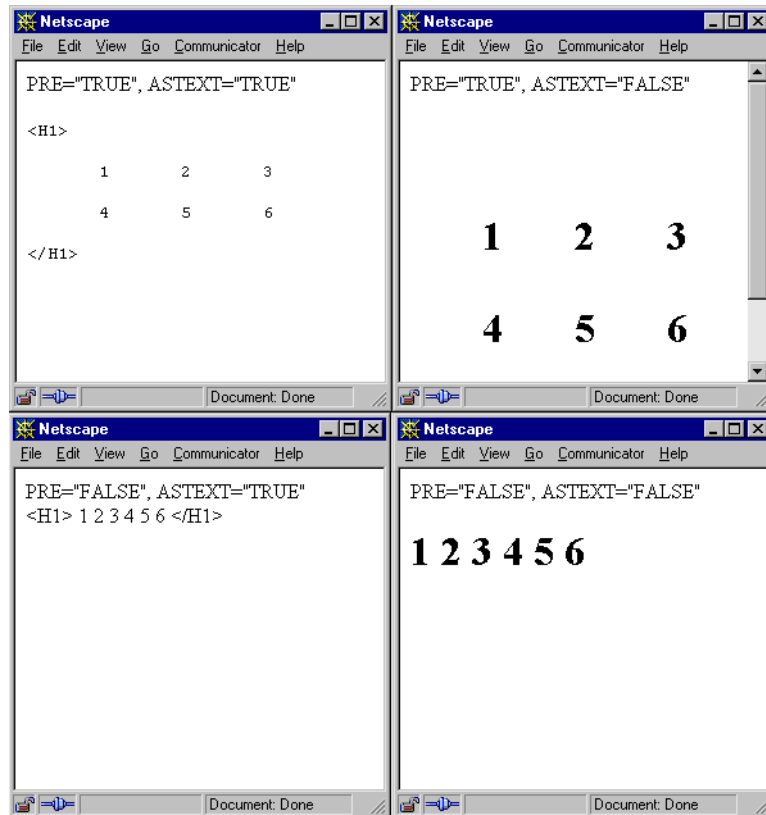 Netscape
File Edit View Go Communicator Help
PRE="TRUE", ASTEXT="TRUE"
<H1>
1 2 3
4 5 6
</H1>
Document: Done
Netscape
File Edit View Go Communicator Help
PRE="TRUE", ASTEXT="FALSE"
1 2 3
4 5 6
Document: Done
Netscape
File Edit View Go Communicator Help
PRE="FALSE", ASTEXT="TRUE"
<H1> 1 2 3 4 5 6 </H1>
Document: Done
Netscape
File Edit View Go Communicator Help
PRE="FALSE", ASTEXT="FALSE"
1 2 3 4 5 6
Document: Done